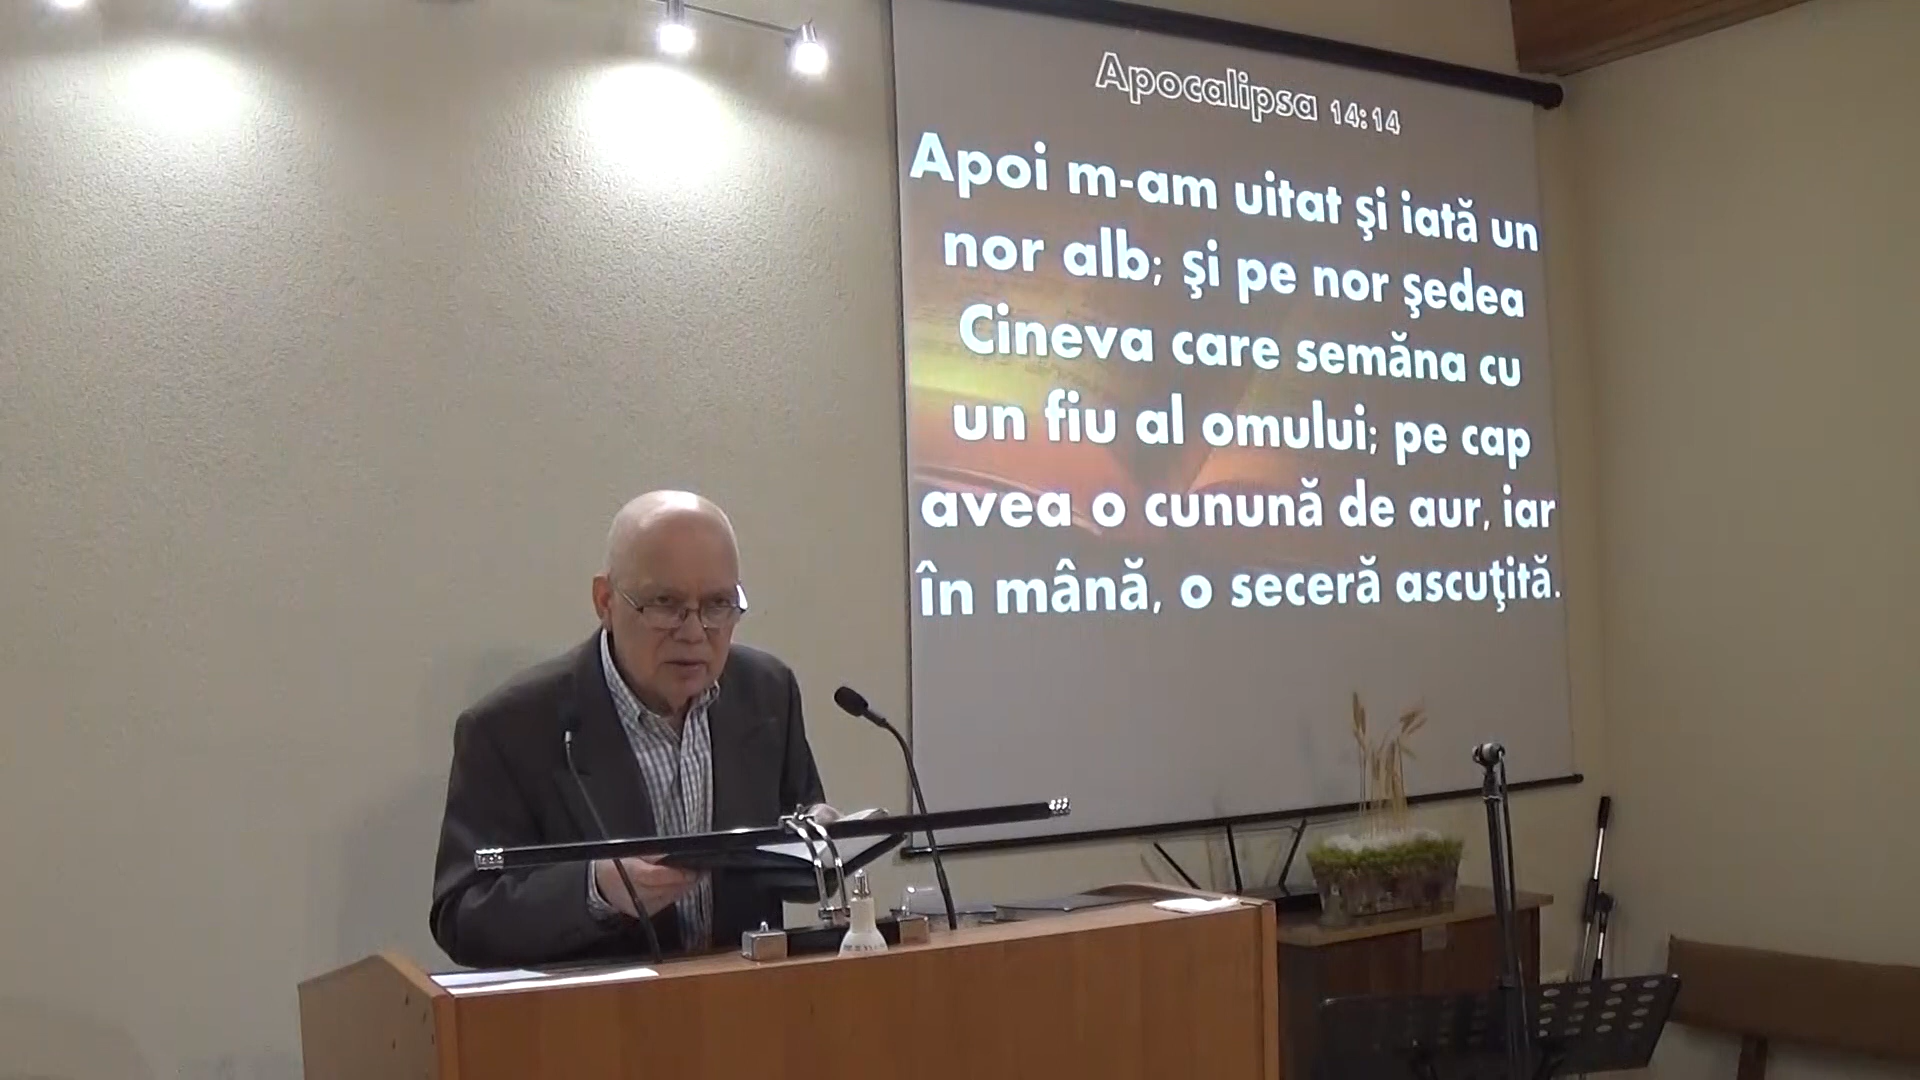 Apocalipsa 14:14
Apoi m-am uitat şi iată un
nor alb; şi pe nor şedea
Cineva care semăna cu
un fiu al omului; pe cap
avea o cunună de aur, iar
în mână, o seceră ascuţită.